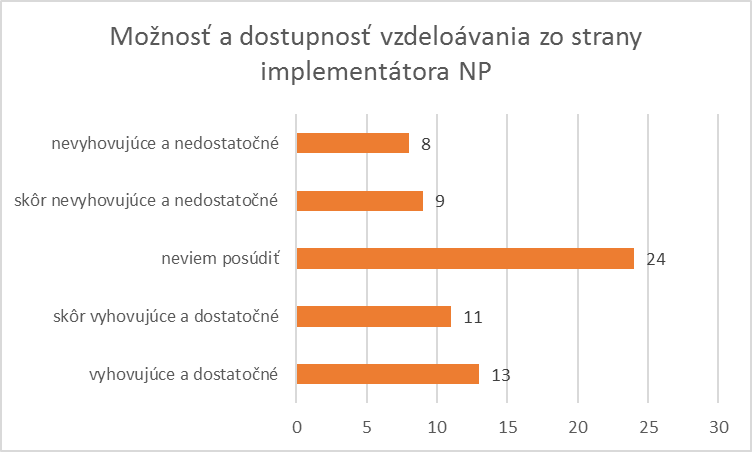 Možnosť a dostupnosť vzdeloávania zo strany
implementátora NP
nevyhovujúce a nedostatočné
8
skôr nevyhovujúce a nedostatočné
9
neviem posúdiť
24
skôr vyhovujúce a dostatočné
11
vyhovujúce a dostatočné
13
0 5 10 15 20 25 30